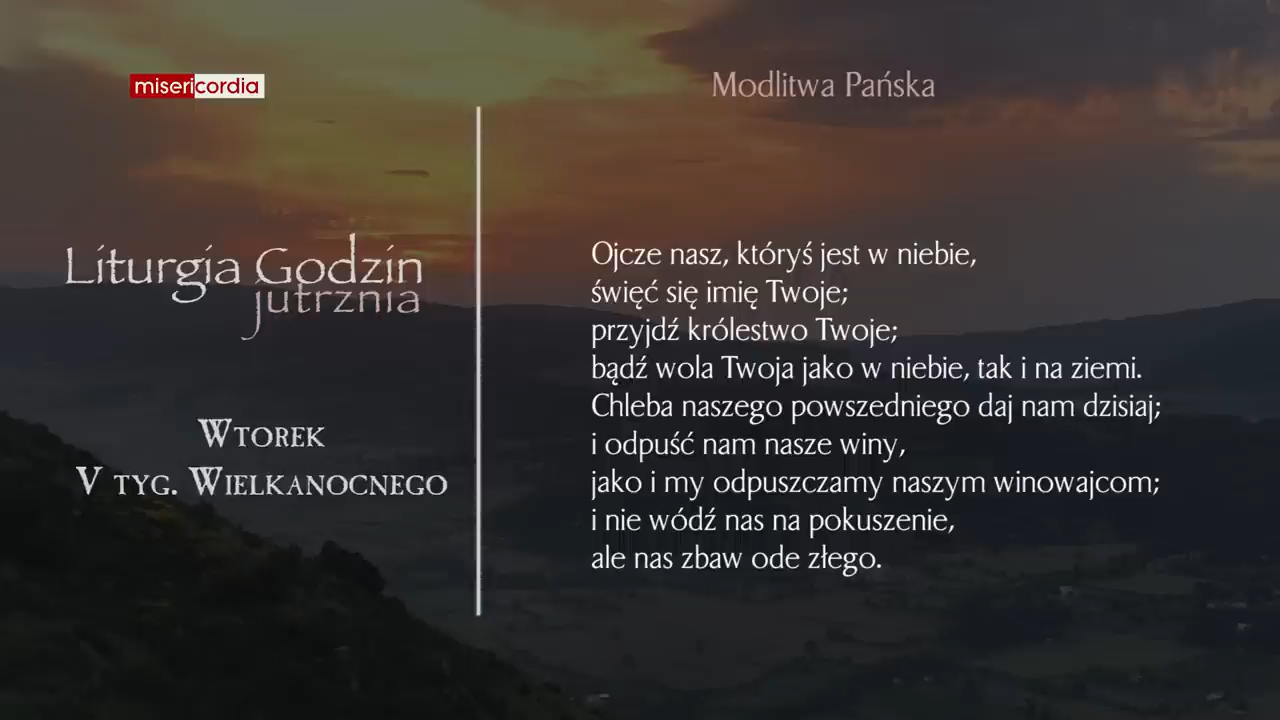 misericordia
Modlitwa Pańska
Liturgia Godzin
jutrznia
Wtorek
V tyg. Wielkanocnego
Ojcze nasz, któryś jest w niebie,
święć się imię Twoje;
przyjdź królestwo Twoje;
bądź wola Twoja jako w niebie, tak i na ziemi.
Chleba naszego powszedniego daj nam dzisiaj;
i odpuść nam nasze winy,
jako i my odpuszczamy naszym winowajcom;
i nie wódź nas na pokuszenie,
ale nas zbaw ode złego.